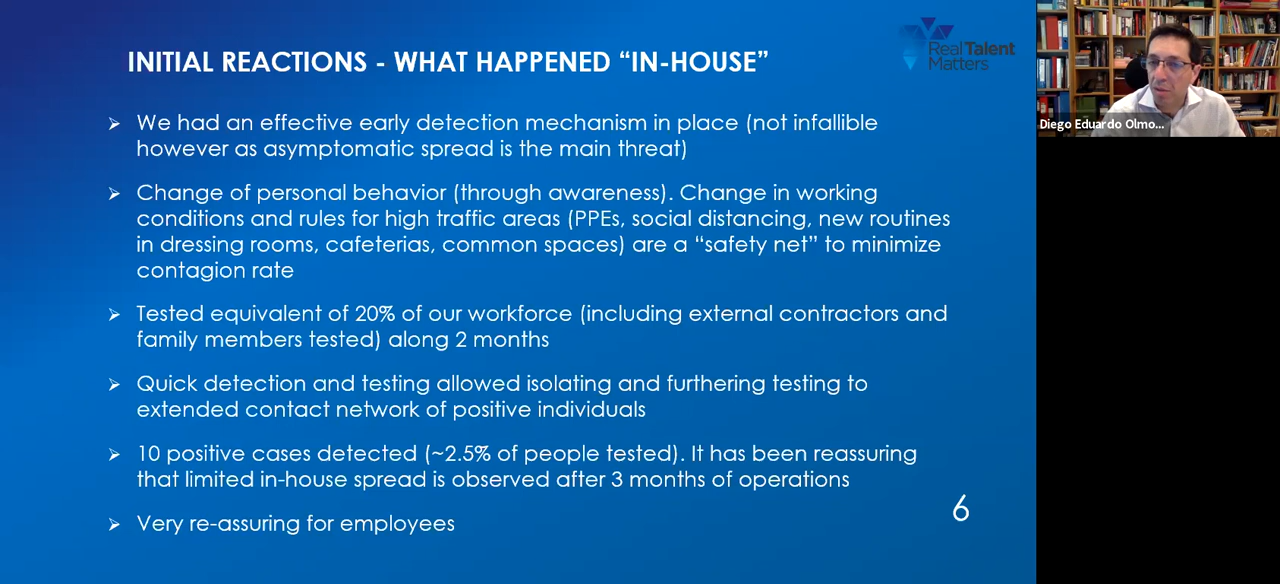 INITIAL REACTIONS - WHAT HAPPENED “IN-HOUSE”
RealTalent
Matters
Diego Eduardo Olmo...
➢ We had an effective early detection mechanism in place (not infallible
however as asymptomatic spread is the main threat)
➢ Change of personal behavior (through awareness). Change in working
conditions and rules for high traffic areas (PPEs, social distancing, new routines
in dressing rooms, cafeterias, common spaces) are a “safety net” to minimize
contagion rate
➢ Tested equivalent of 20% of our workforce (including external contractors and
family members tested) along 2 months
➢ Quick detection and testing allowed isolating and furthering testing to
extended contact network of positive individuals
➢ 10 positive cases detected (~2.5% of people tested). It has been reassuring
that limited in-house spread is observed after 3 months of operations
➢ Very re-assuring for employees
6